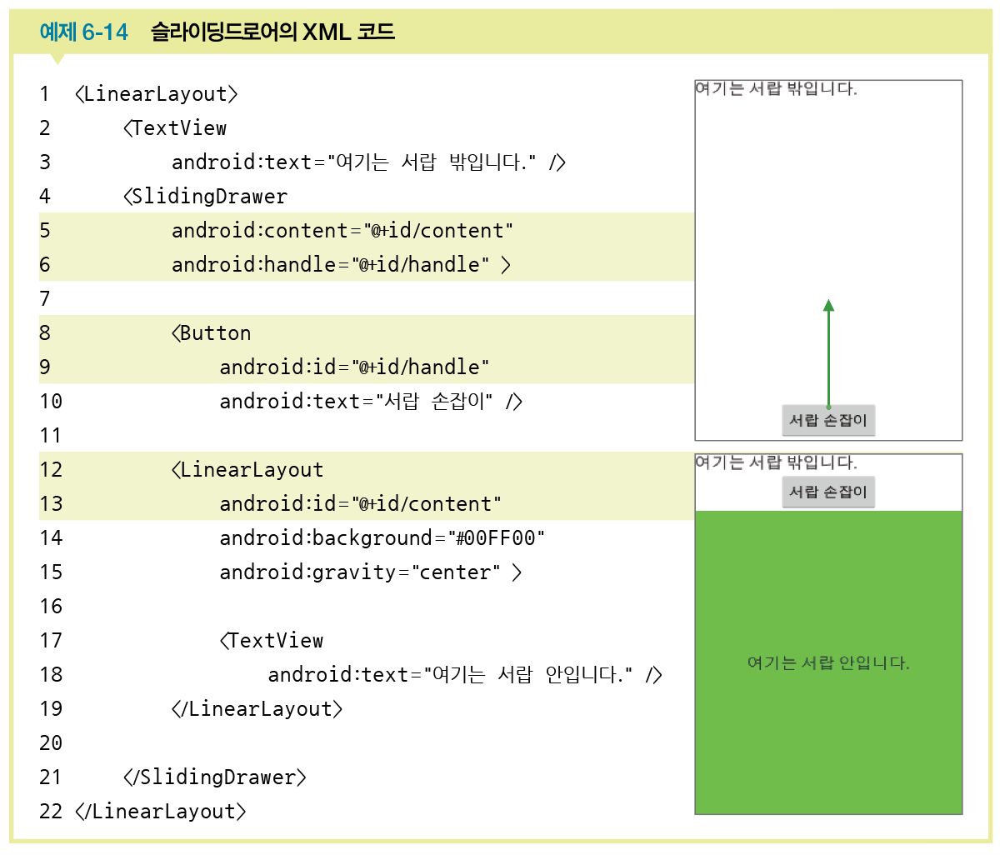 예제 6-14 슬라이딩드로어의 XML 코드
1 <LinearLayout>
2 <TextView
3 android:text="여기는 서랍 밖입니다." />
4 <SlidingDrawer
5 android:content="@+id/content"
6 android:handle="@+id/handle" >
7
8 <Button
9 android:id="@+id/handle"
10 android:text="서랍 손잡이" />
11
12 <LinearLayout
13 android:id="@+id/content"
14 android:background="#00FF00"
15 android:gravity="center" >
16
17 <TextView
18 android:text="여기는 서랍 안입니다." />
19 </LinearLayout>
20
21 </SlidingDrawer>
22 </LinearLayout>
여기는 서랍 밖입니다.
서랍 손잡이
여기는 서랍 밖입니다.
서랍 손잡이
여기는 서랍 안입니다.